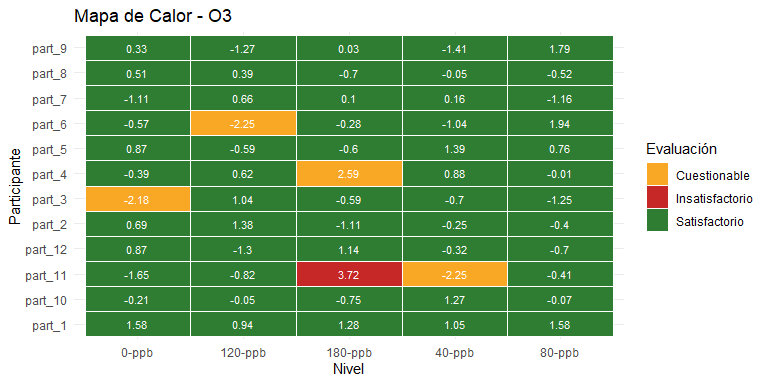 Mapa de Calor - O3
Participante
part_9 0.33 -1.27 0.03 -1.41 1.79
part_8 0.51 0.39 -0.7 -0.05 -0.52
part_7 -1.11 0.66 0.1 0.16 -1.16
part_6 -0.57 -2.25 -0.28 -1.04 1.94
part_5 0.87 -0.59 -0.6 1.39 0.76
part_4 -0.39 0.62 2.59 0.88 -0.01
part_3 -2.18 1.04 -0.59 -0.7 -1.25
part_2 0.69 1.38 -1.11 -0.25 -0.4
part_12 0.87 -1.3 1.14 -0.32 -0.7
part_11 -1.65 -0.82 3.72 -2.25 -0.41
part_10 -0.21 -0.05 -0.75 1.27 -0.07
part_1 1.58 0.94 1.28 1.05 1.58
0-ppb 120-ppb 180-ppb 40-ppb 80-ppb
Nivel
Evaluación
Cuestionable
Insatisfactorio
Satisfactorio